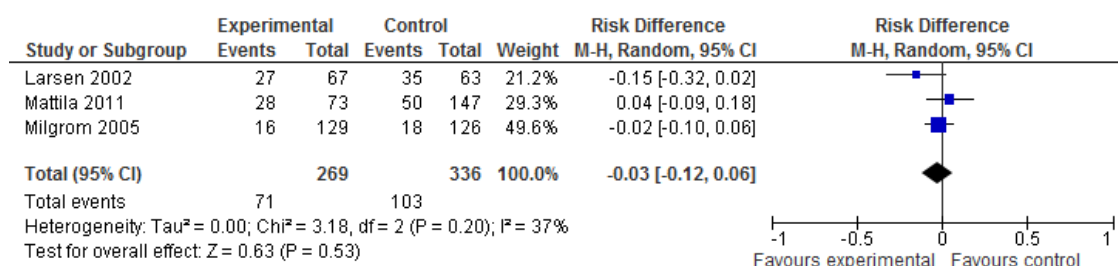 Experimental Control Risk Difference Risk Difference
Study or Subgroup Events Total Events Total Weight M-H, Random, 95% CI M-H, Random, 95% CI
Larsen 2002 27 67 35 63 21.2% -0.15 [-0.32, 0.02]
Mattila 2011 28 73 50 147 29.3% 0.04 [-0.09, 0.18]
Milgrom 2005 16 129 18 126 49.6% -0.02 [-0.10, 0.06]
Total (95% CI) 269 336 100.0% -0.03 [-0.12, 0.06]
Total events 71 103
Heterogeneity: Tau² = 0.00; Chi² = 3.18, df = 2 (P = 0.20); I² = 37%
Test for overall effect: Z = 0.63 (P = 0.53)
-1 -0.5 0 0.5 1
Favours experimental Favours control